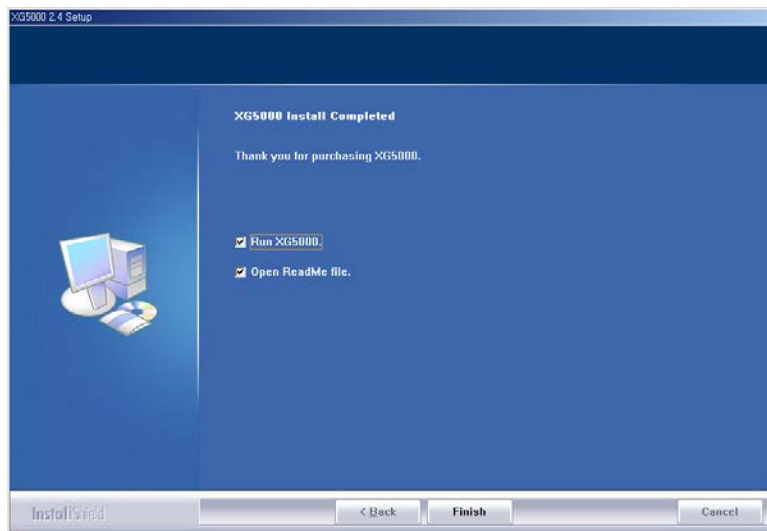 XG5000 2,4 Setup
XG5000 Install Completed
Thank you for purchasing XG5000.
Run XG5000.
Open ReadMe file.
InstallShield
< Back
Finish
Cancel